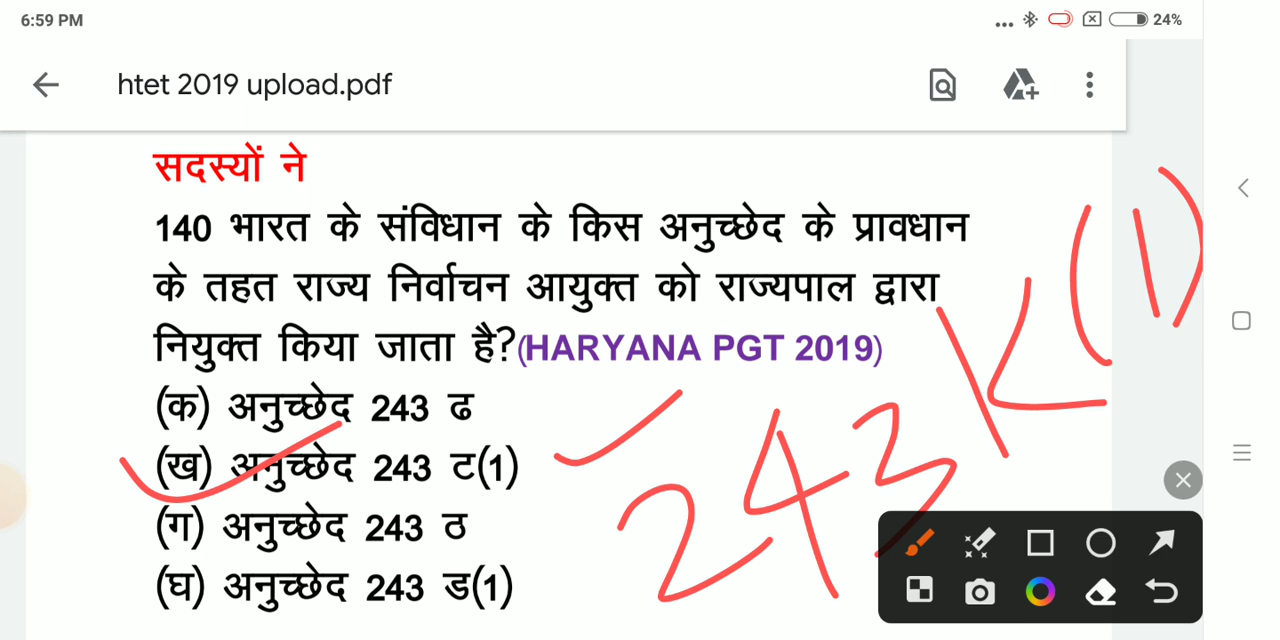 6:59 PM
24%
htet 2019 upload.pdf
सदस्यों ने
140 भारत के संविधान के किस अनुच्छेद के प्रावधान
के तहत राज्य निर्वाचन आयुक्त को राज्यपाल द्वारा
नियुक्त किया जाता है?(HARYANA PGT 2019)
(क) अनुच्छेद 243 ढ
(ख) अनुच्छेद 243 ट(1)
(ग) अनुच्छेद 243 ठ
(घ) अनुच्छेद 243 ड(1)
243K(1)